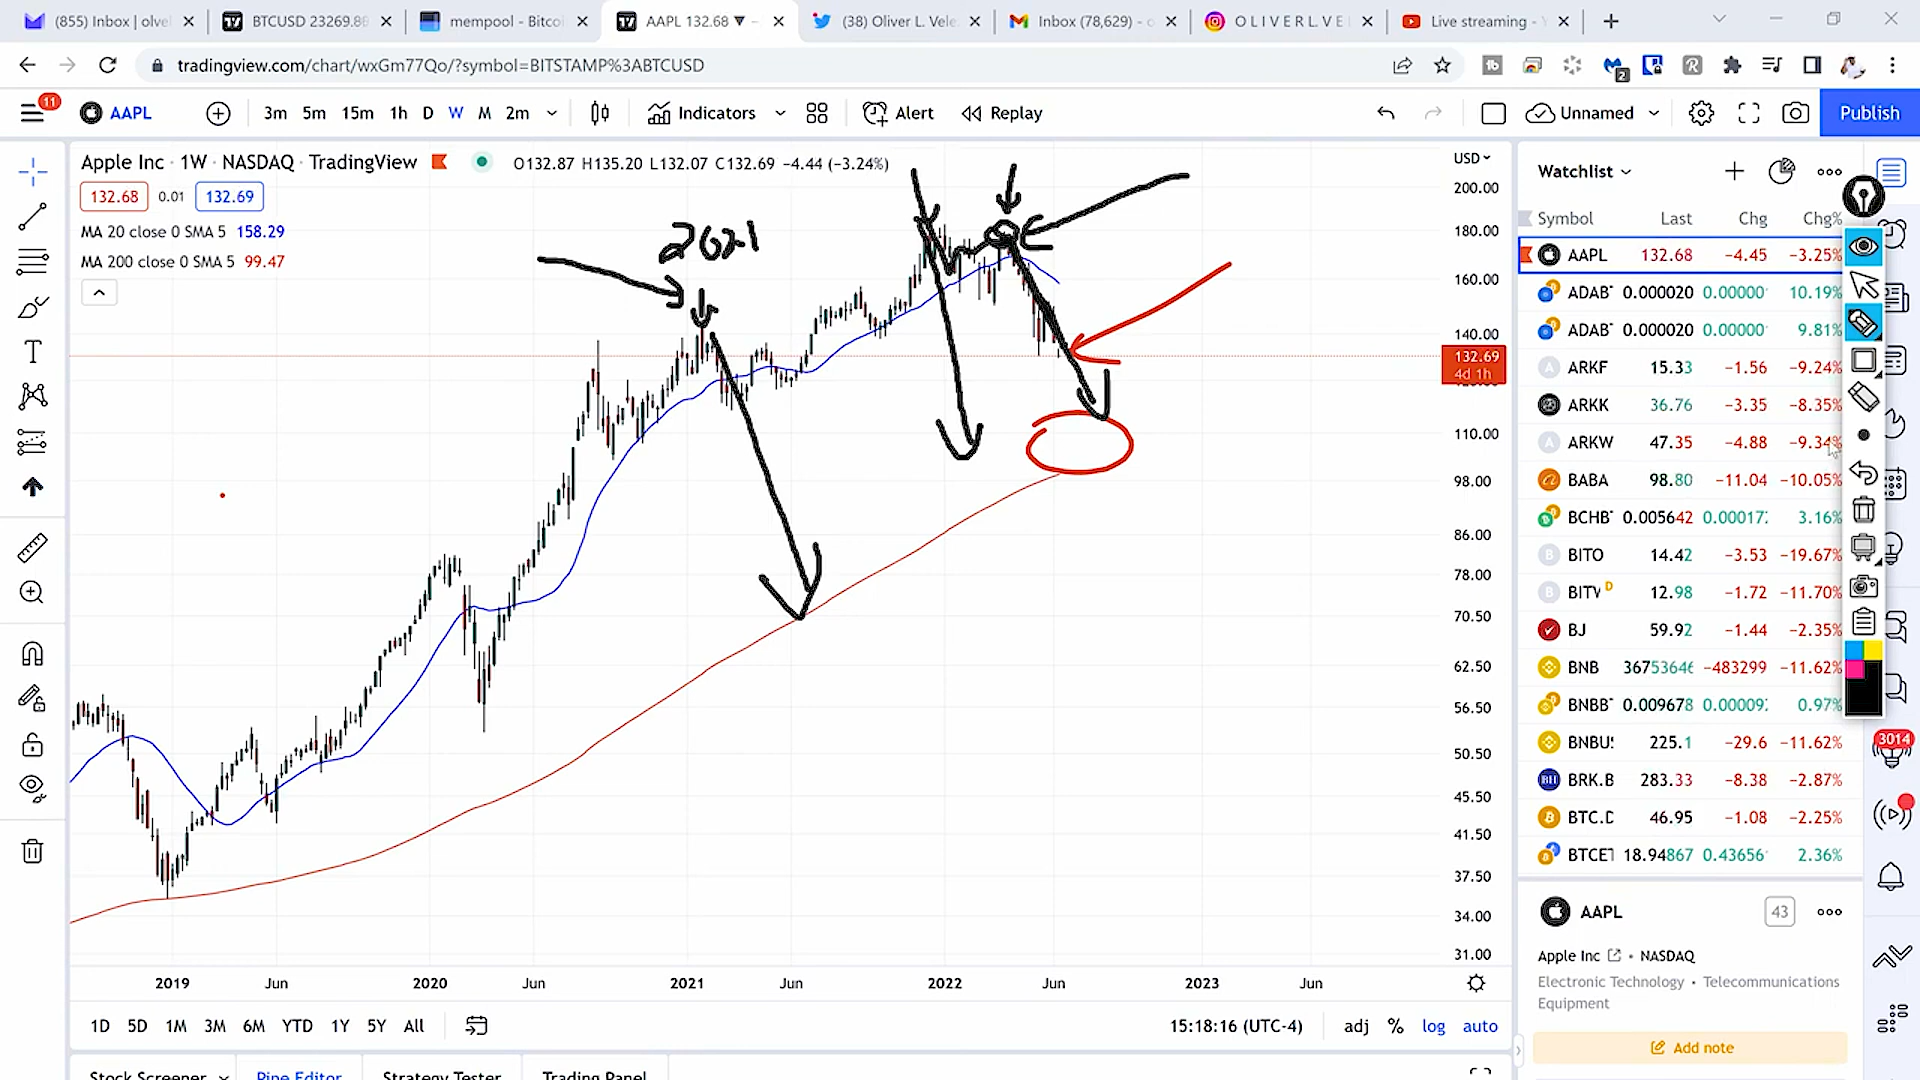 (855) Inbox | olve
BTCUSD 23269.86
mempool - Bitcoi
AAPL 132.68 ▼ −
(38) Oliver L. Vele
Inbox (78,629) - o
O L I V E R L. V E L
Live streaming - Y
tradingview.com/chart/wxGm77Qo/?symbol=BITSTAMP%3ABTCUSD
2
11
AAPL 3m 5m 15m 1h D W M 2m Indicators Alert Replay Unnamed Publish
Apple Inc · 1W · NASDAQ · TradingView O132.87 H135.20 L132.07 C132.69 −4.44 (−3.24%)
132.68 0.01 132.69
MA 20 close 0 SMA 5 158.29
MA 200 close 0 SMA 5 99.47
2021
USD
200.00
180.00
160.00
140.00
132.69
4d 1h
110.00
98.00
86.00
78.00
70.50
62.50
56.50
50.50
45.50
41.50
37.50
34.00
31.00
2019 Jun 2020 Jun 2021 Jun 2022 Jun 2023 Jun
1D 5D 1M 3M 6M YTD 1Y 5Y All
15:18:16 (UTC-4) adj % log auto
Stock Screener Pine Editor Strategy Tester Trading Panel
Watchlist
Symbol Last Chg Chg%
AAPL 132.68 −4.45 −3.25%
ADAB 0.000020 0.00000 10.19%
ADAB 0.000020 0.00000 9.81%
ARKF 15.33 −1.56 −9.24%
ARKK 36.76 −3.35 −8.35%
ARKW 47.35 −4.88 −9.34%
BABA 98.80 −11.04 −10.05%
BCHB 0.005642 0.00017 3.16%
BITO 14.42 −3.53 −19.67%
BITV D 12.98 −1.72 −11.70%
BJ 59.92 −1.44 −2.35%
BNB 3675364 −483299 −11.62%
BNBB 0.009678 0.00009 0.97%
BNBU 225.1 −29.6 −11.62%
BRK.B 283.33 −8.38 −2.87%
BTC.D 46.95 −1.08 −2.25%
BTCE 18.94867 0.43656 2.36%
3014
AAPL 43
Apple Inc • NASDAQ
Electronic Technology • Telecommunications
Equipment
Add note